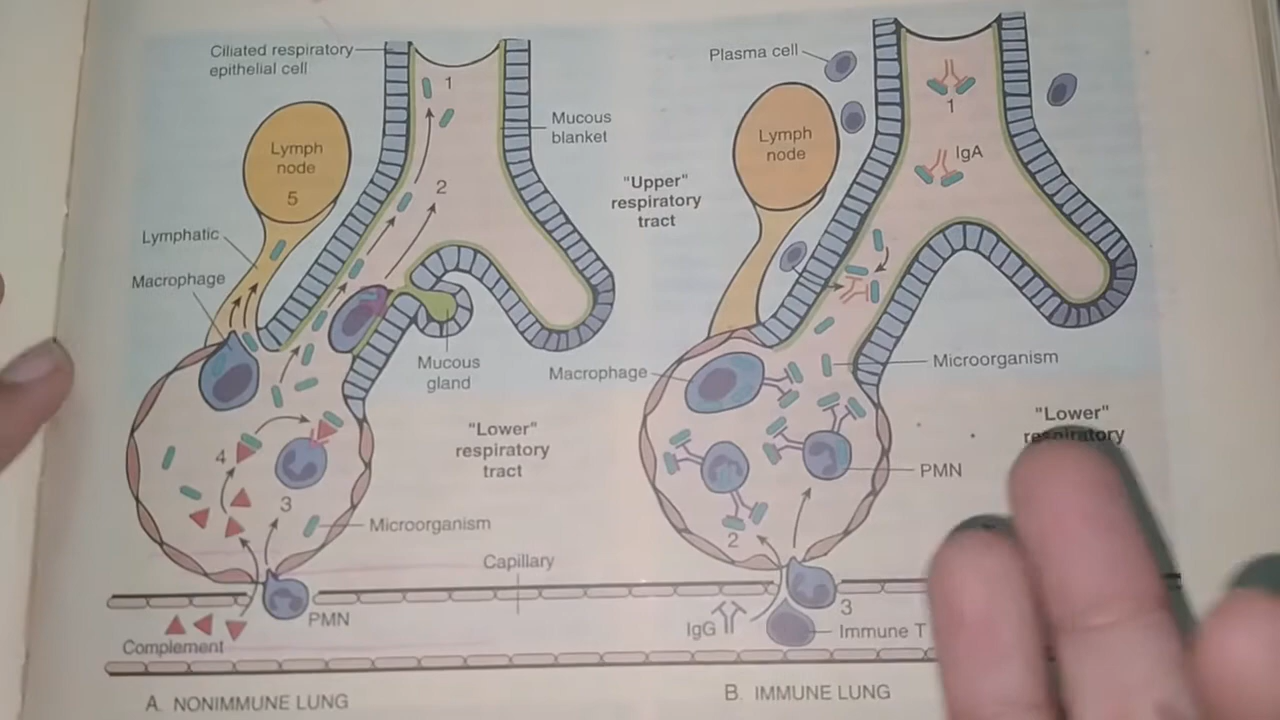 Ciliated respiratory
epithelial cell
1
Mucous
blanket
Lymph
node
5
2
Lymphatic
Macrophage
"Upper"
respiratory
tract
Mucous
gland
"Lower"
respiratory
tract
4
3
Microorganism
Capillary
PMN
Complement
A. NONIMMUNE LUNG
Plasma cell
1
Lymph
node
IgA
Macrophage
Microorganism
"Lower"
respiratory
PMN
2
IgG
3
Immune T
B. IMMUNE LUNG